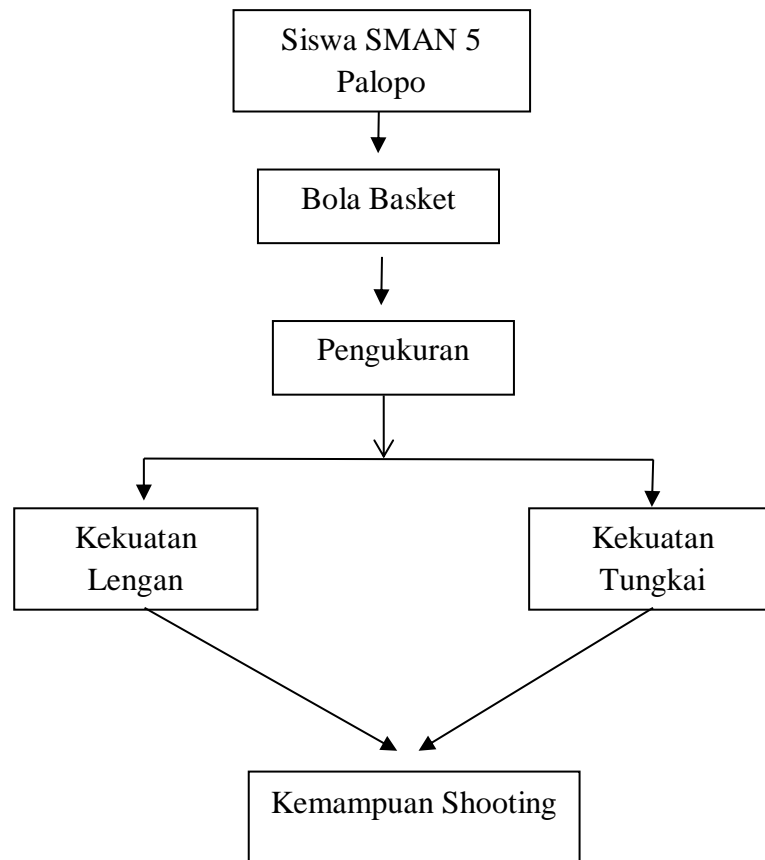 Siswa SMAN 5
Palopo
Bola Basket
Pengukuran
Kekuatan
Lengan
Kekuatan
Tungkai
Kemampuan Shooting